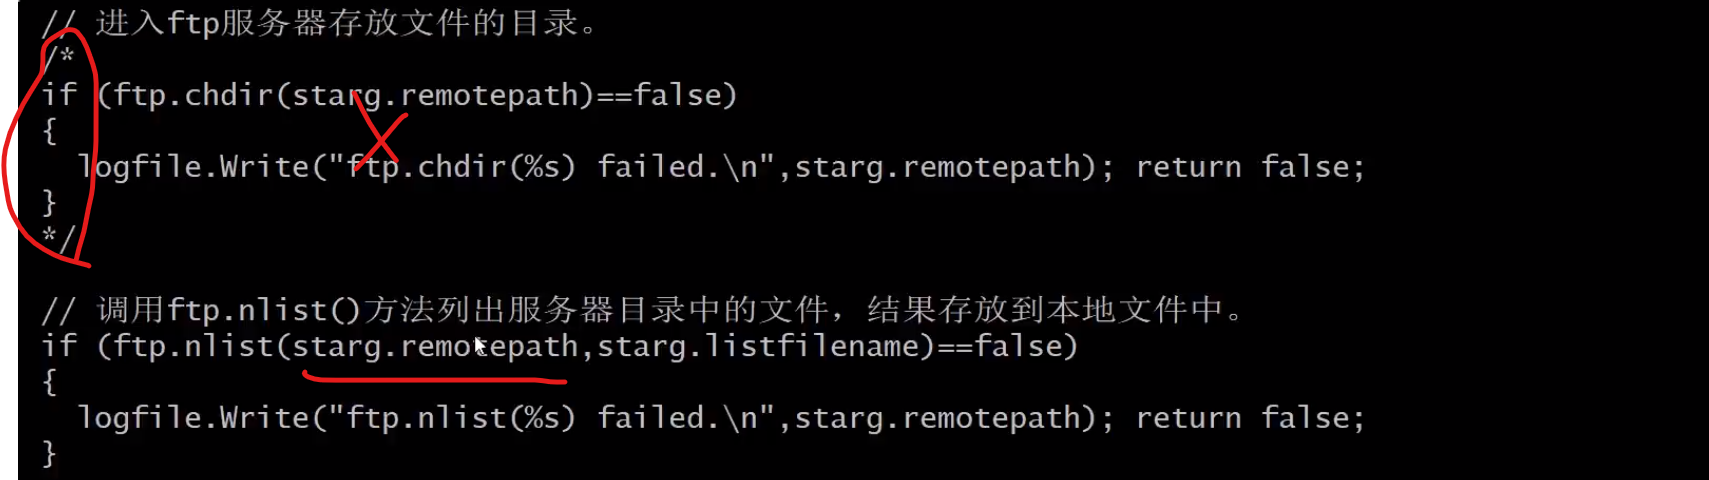 // 进入ftp服务器存放文件的目录。
/*
if (ftp.chdir(starg.remotepath)==false)
{
  logfile.Write("ftp.chdir(%s) failed.\n",starg.remotepath); return false;
}
*/
// 调用ftp.nlist()方法列出服务器目录中的文件，结果存放到本地文件中。
if (ftp.nlist(starg.remotepath,starg.listfilename)==false)
{
  logfile.Write("ftp.nlist(%s) failed.\n",starg.remotepath); return false;
}